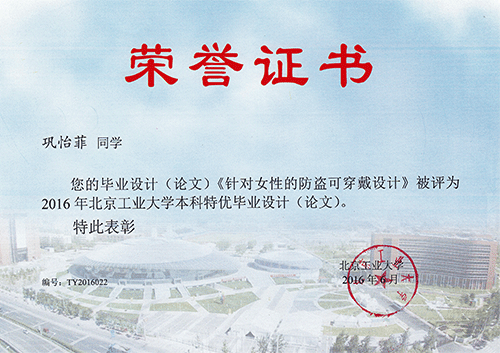 荣誉证书
巩怡菲 同学
您的毕业设计（论文）《针对女性的防盗可穿戴设计》被评为
2016年北京工业大学本科特优毕业设计（论文）。
特此表彰
北京工业大学
编号：TY2016022
2016年6月